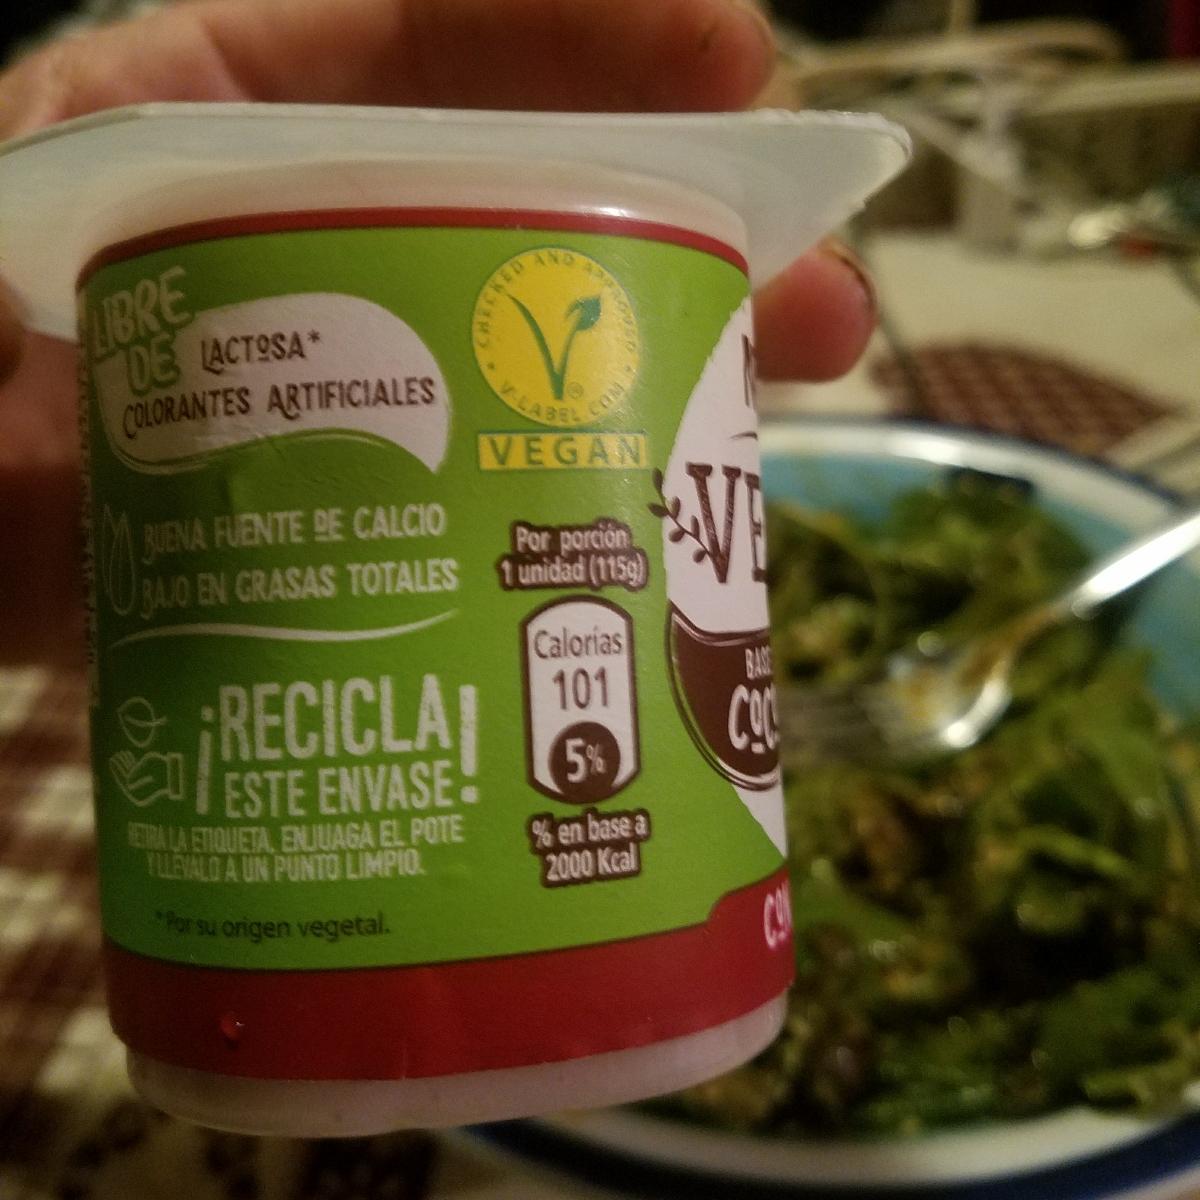 LIBRE
DE LACTOSA*
COLORANTES ARTIFICIALES
BUENA FUENTE DE CALCIO
BAJO EN GRASAS TOTALES
¡RECICLA
ESTE ENVASE!
RETIRA LA ETIQUETA, ENJUAGA EL POTE
Y LLÉVALO A UN PUNTO LIMPIO.
*Por su origen vegetal.
CHECKED AND APPROVED
V-LABEL.COM
VEGAN
Por porción
1 unidad (115g)
Calorías
101
5%
% en base a
2000 Kcal